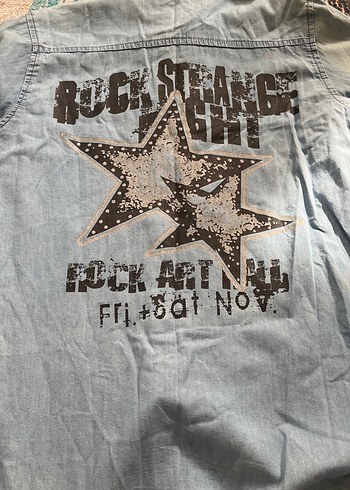 ROCK STRANGE
NIGHT
ROCK ART HALL
Fri.+Sat Nov.